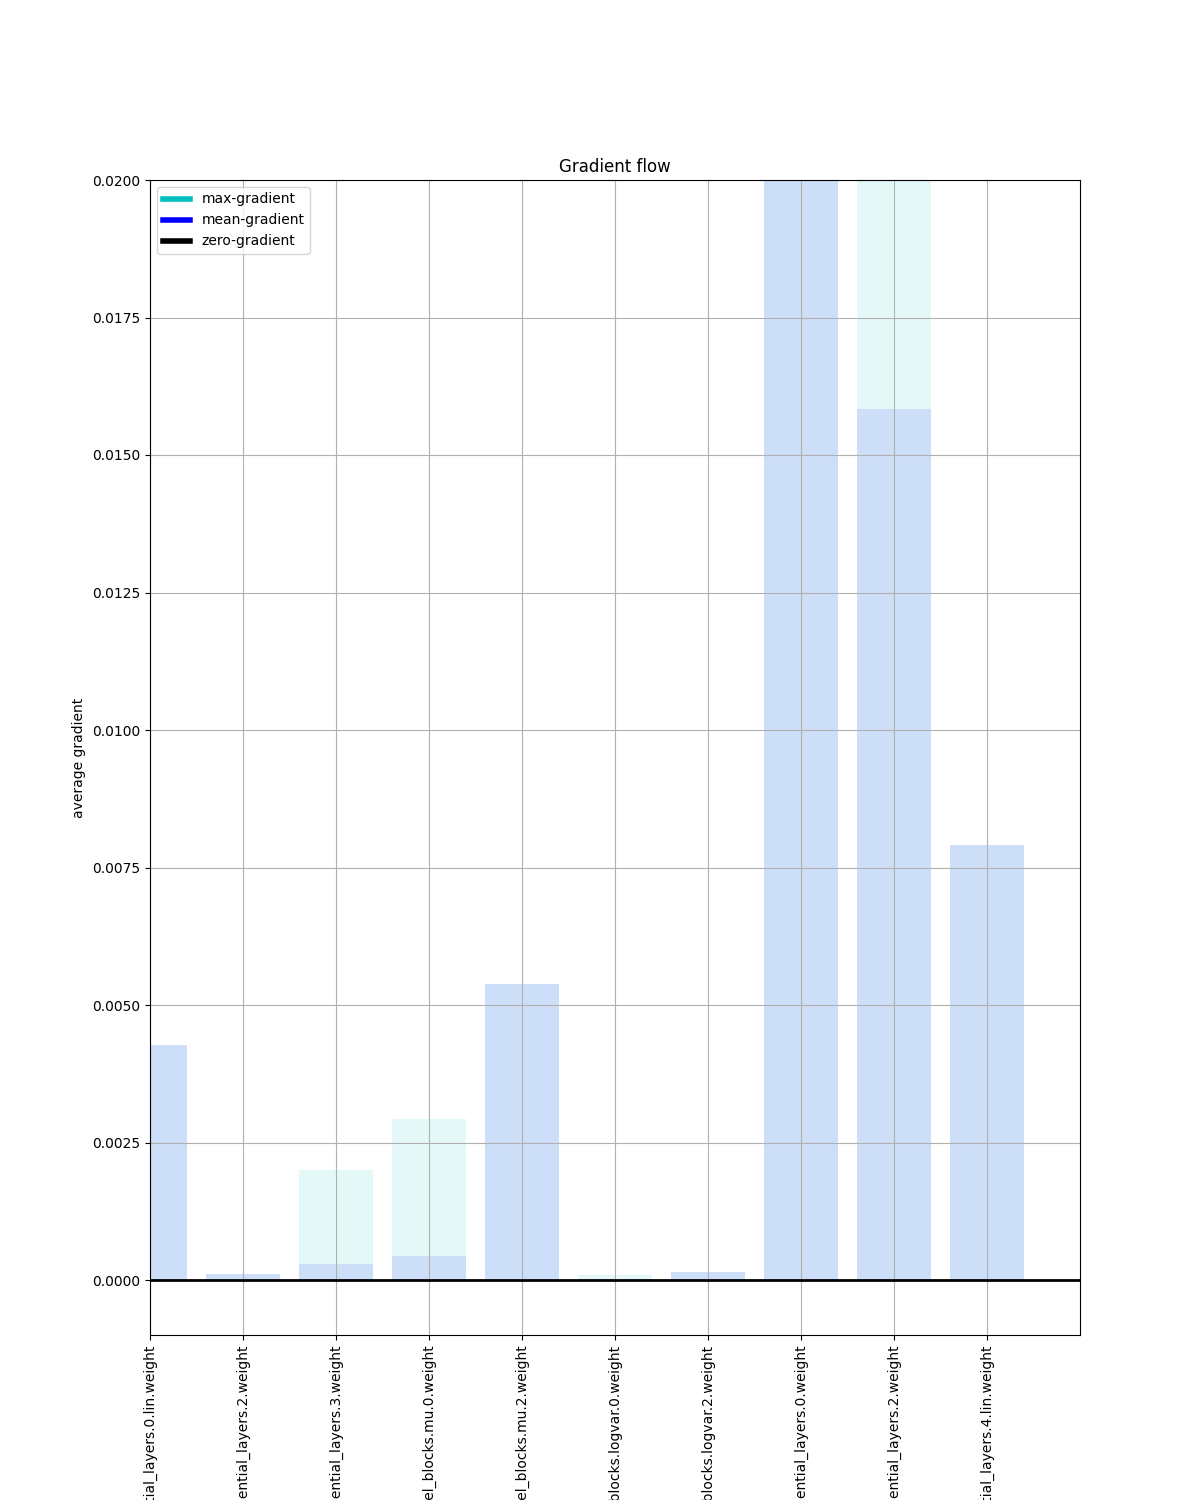 Gradient flow
max-gradient
mean-gradient
zero-gradient
0.0200
0.0175
0.0150
0.0125
0.0100
0.0075
0.0050
0.0025
0.0000
average gradient
tial_layers.0.lin.weight
ential_layers.2.weight
ential_layers.3.weight
el_blocks.mu.0.weight
el_blocks.mu.2.weight
blocks.logvar.0.weight
blocks.logvar.2.weight
ential_layers.0.weight
ential_layers.2.weight
tial_layers.4.lin.weight